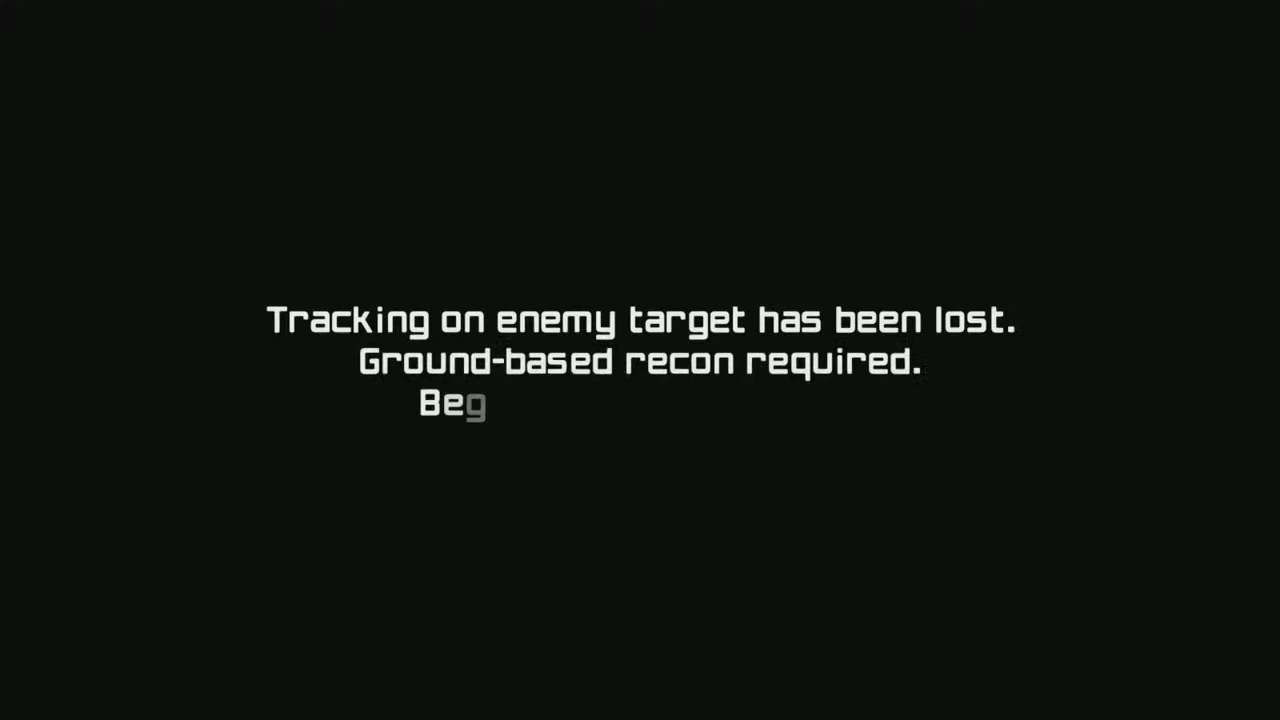 Tracking on enemy target has been lost.
Ground-based recon required.
Beg